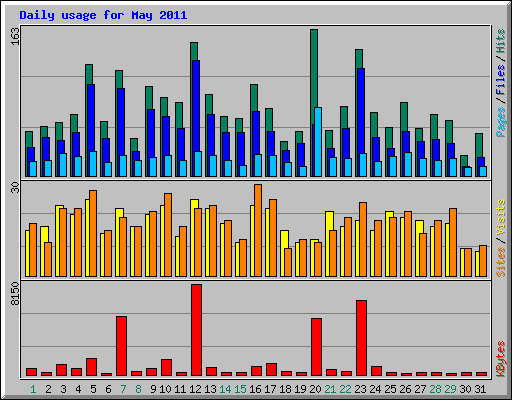 Daily usage for May 2011
163
Pages / Files / Hits
30
Sites / Visits
8150
KBytes
1 2 3 4 5 6 7 8 9 10 11 12 13 14 15 16 17 18 19 20 21 22 23 24 25 26 27 28 29 30 31